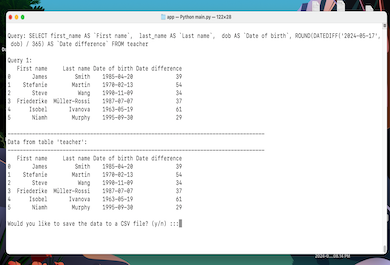 app — Python main.py — 122×28
Query: SELECT first_name AS `First name`, last_name AS `Last name`, dob AS `Date of birth`, ROUND(DATEDIFF('2024-05-17',
dob) / 365) AS `Date difference` FROM teacher
Query 1:
First name Last name Date of birth Date difference
0 James Smith 1985-04-20 39
1 Stefanie Martin 1970-02-13 54
2 Steve Wang 1990-11-09 34
3 Friederike Müller-Rossi 1987-07-07 37
4 Isobel Ivanova 1963-05-19 61
5 Niamh Murphy 1995-09-30 29
Data from table 'teacher':
First name Last name Date of birth Date difference
0 James Smith 1985-04-20 39
1 Stefanie Martin 1970-02-13 54
2 Steve Wang 1990-11-09 34
3 Friederike Müller-Rossi 1987-07-07 37
4 Isobel Ivanova 1963-05-19 61
5 Niamh Murphy 1995-09-30 29
Would you like to save the data to a CSV file? (y/n) :::